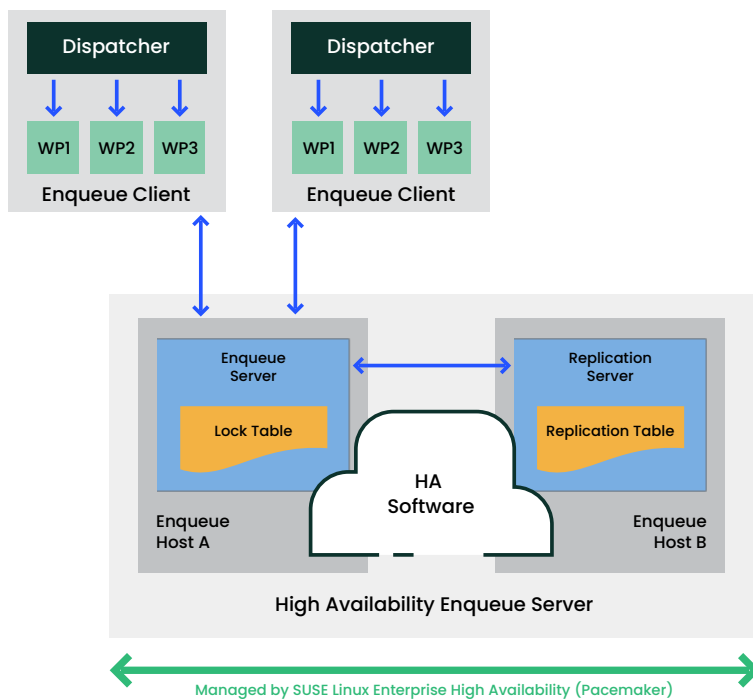 Dispatcher
WP1 WP2 WP3
Enqueue Client
Dispatcher
WP1 WP2 WP3
Enqueue Client
Enqueue
Server
Lock Table
Replication
Server
Replication Table
HA
Software
Enqueue
Host A
Enqueue
Host B
High Availability Enqueue Server
Managed by SUSE Linux Enterprise High Availability (Pacemaker)